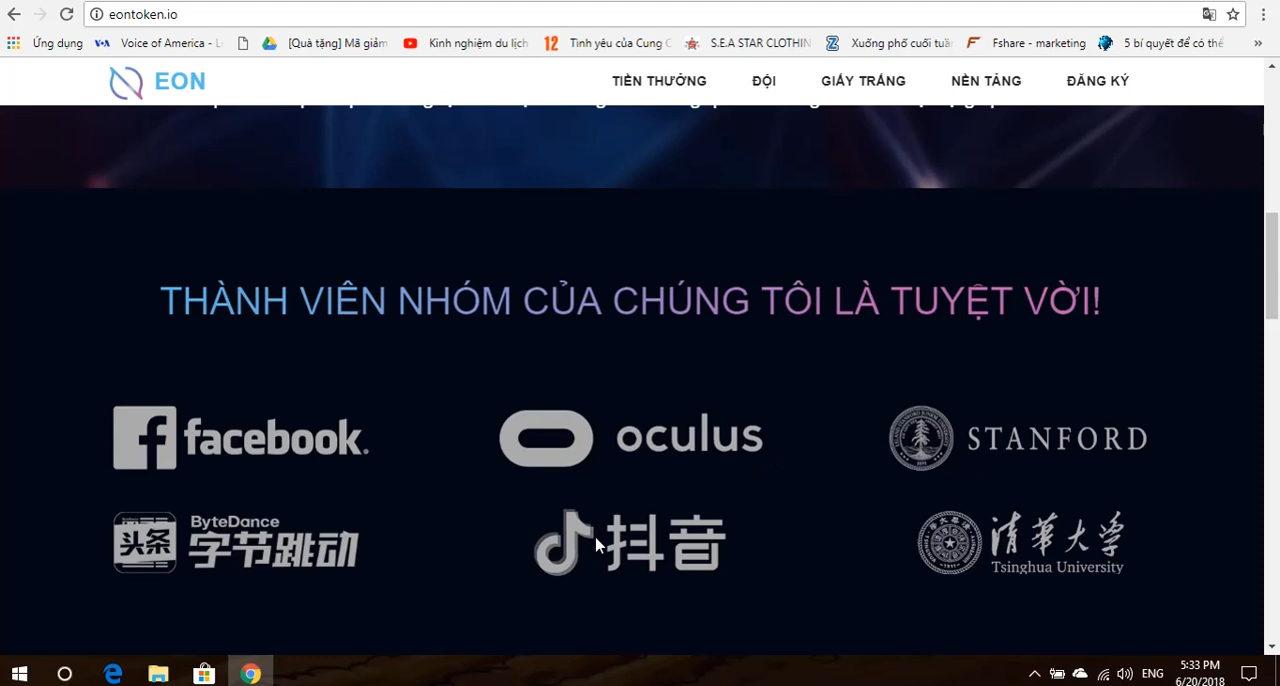 eontoken.io
Ứng dụng
Voice of America - L
[Quà tặng] Mã giảm
Kinh nghiệm du lịch
12 Tình yêu của Cung C
S.E.A STAR CLOTHIN
Z Xuống phố cuối tuần
F Fshare - marketing
5 bí quyết để có thể
»
EON
TIỀN THƯỞNG
ĐỘI
GIẤY TRẮNG
NỀN TẢNG
ĐĂNG KÝ
THÀNH VIÊN NHÓM CỦA CHÚNG TÔI LÀ TUYỆT VỜI!
facebook.
oculus
STANFORD
头条
ByteDance
字节跳动
抖音
清华大学
Tsinghua University
ENG
5:33 PM
6/20/2018